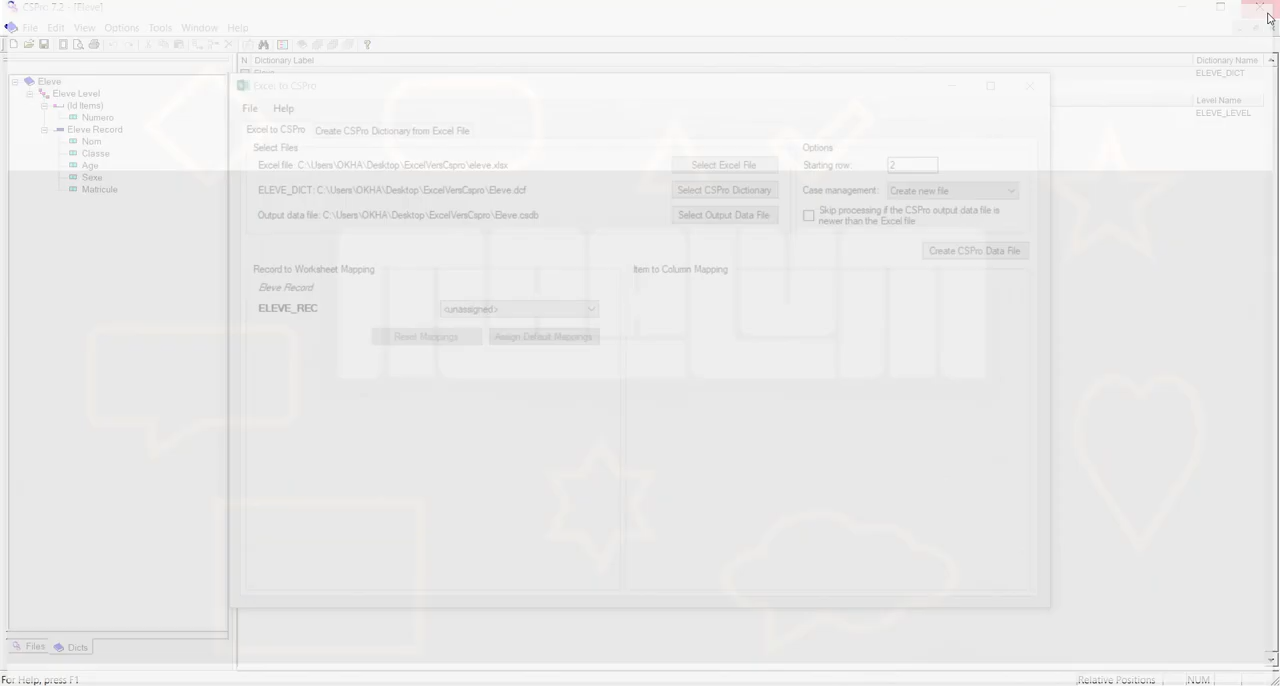 CSPro 7.2 - [Eleve]
File Edit View Options Tools Window Help
N Dictionary Label Dictionary Name
Eleve ELEVE_DICT
Level Name
ELEVE_LEVEL
Eleve
Eleve Level
(Id Items)
Numero
Eleve Record
Nom
Classe
Age
Sexe
Matricule
Excel to CSPro
File Help
Excel to CSPro Create CSPro Dictionary from Excel File
Select Files
Excel file: C:\Users\OKHA\Desktop\ExcelVersCspro\eleve.xlsx Select Excel File
ELEVE_DICT: C:\Users\OKHA\Desktop\ExcelVersCspro\Eleve.dcf Select CSPro Dictionary
Output data file: C:\Users\OKHA\Desktop\ExcelVersCspro\Eleve.csdb Select Output Data File
Options
Starting row: 2
Case management: Create new file
Skip processing if the CSPro output data file is
newer than the Excel file
Create CSPro Data File
Record to Worksheet Mapping Item to Column Mapping
Eleve Record
ELEVE_REC <unassigned>
Reset Mappings Assign Default Mappings
Files Dicts
For Help, press F1 Relative Positions NUM